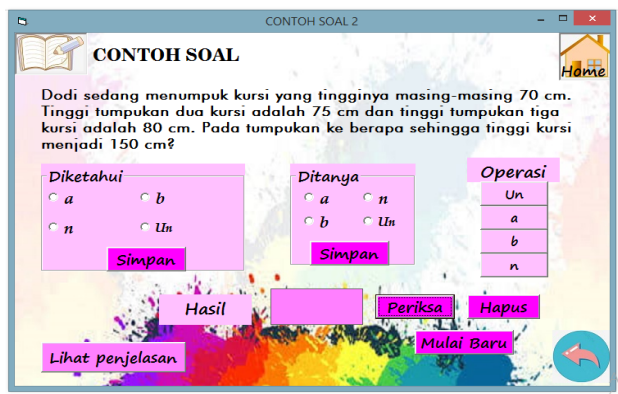 CONTOH SOAL 2
CONTOH SOAL
Home
Dodi sedang menumpuk kursi yang tingginya masing-masing 70 cm.
Tinggi tumpukan dua kursi adalah 75 cm dan tinggi tumpukan tiga
kursi adalah 80 cm. Pada tumpukan ke berapa sehingga tinggi kursi
menjadi 150 cm?
Diketahui
a b
n Un
Simpan
Ditanya
a n
b Un
Simpan
Operasi
Un
a
b
n
Hasil
Periksa
Hapus
Mulai Baru
Lihat penjelasan